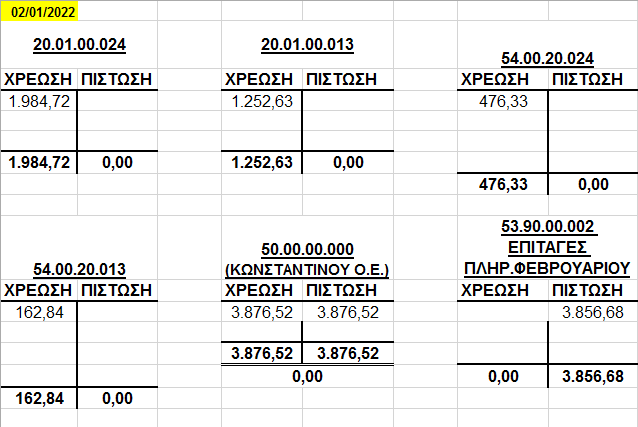 02/01/2022
20.01.00.024
ΧΡΕΩΣΗ ΠΙΣΤΩΣΗ
1.984,72
1.984,72 0,00
20.01.00.013
ΧΡΕΩΣΗ ΠΙΣΤΩΣΗ
1.252,63
1.252,63 0,00
54.00.20.024
ΧΡΕΩΣΗ ΠΙΣΤΩΣΗ
476,33
476,33 0,00
54.00.20.013
ΧΡΕΩΣΗ ΠΙΣΤΩΣΗ
162,84
162,84 0,00
50.00.00.000
(ΚΩΝΣΤΑΝΤΙΝΟΥ Ο.Ε.)
ΧΡΕΩΣΗ ΠΙΣΤΩΣΗ
3.876,52 3.876,52
3.876,52 3.876,52
0,00
53.90.00.002
ΕΠΙΤΑΓΕΣ
ΠΛΗΡ.ΦΕΒΡΟΥΑΡΙΟΥ
ΧΡΕΩΣΗ ΠΙΣΤΩΣΗ
3.856,68
0,00 3.856,68